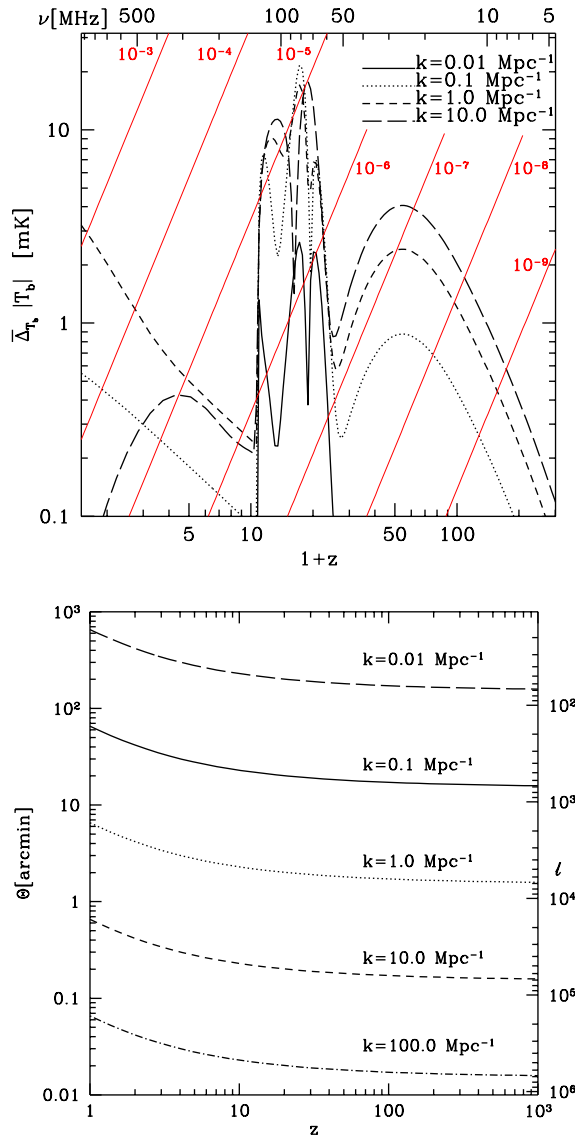 ν[MHz] 500 100 50 10 5
10⁻³ 10⁻⁴ 10⁻⁵
k=0.01 Mpc⁻¹
k=0.1 Mpc⁻¹
k=1.0 Mpc⁻¹
k=10.0 Mpc⁻¹
10⁻⁶ 10⁻⁷ 10⁻⁸
10⁻⁹
10
1
0.1
Δ̅_{T_b} |T_b| [mK]
5 10 50 100
1+z
10³
10²
10
1
0.1
0.01
Θ[arcmin]
k=0.01 Mpc⁻¹
k=0.1 Mpc⁻¹
k=1.0 Mpc⁻¹
k=10.0 Mpc⁻¹
k=100.0 Mpc⁻¹
10²
10³
ℓ
10⁴
10⁵
10⁶
1 10 100 10³
z